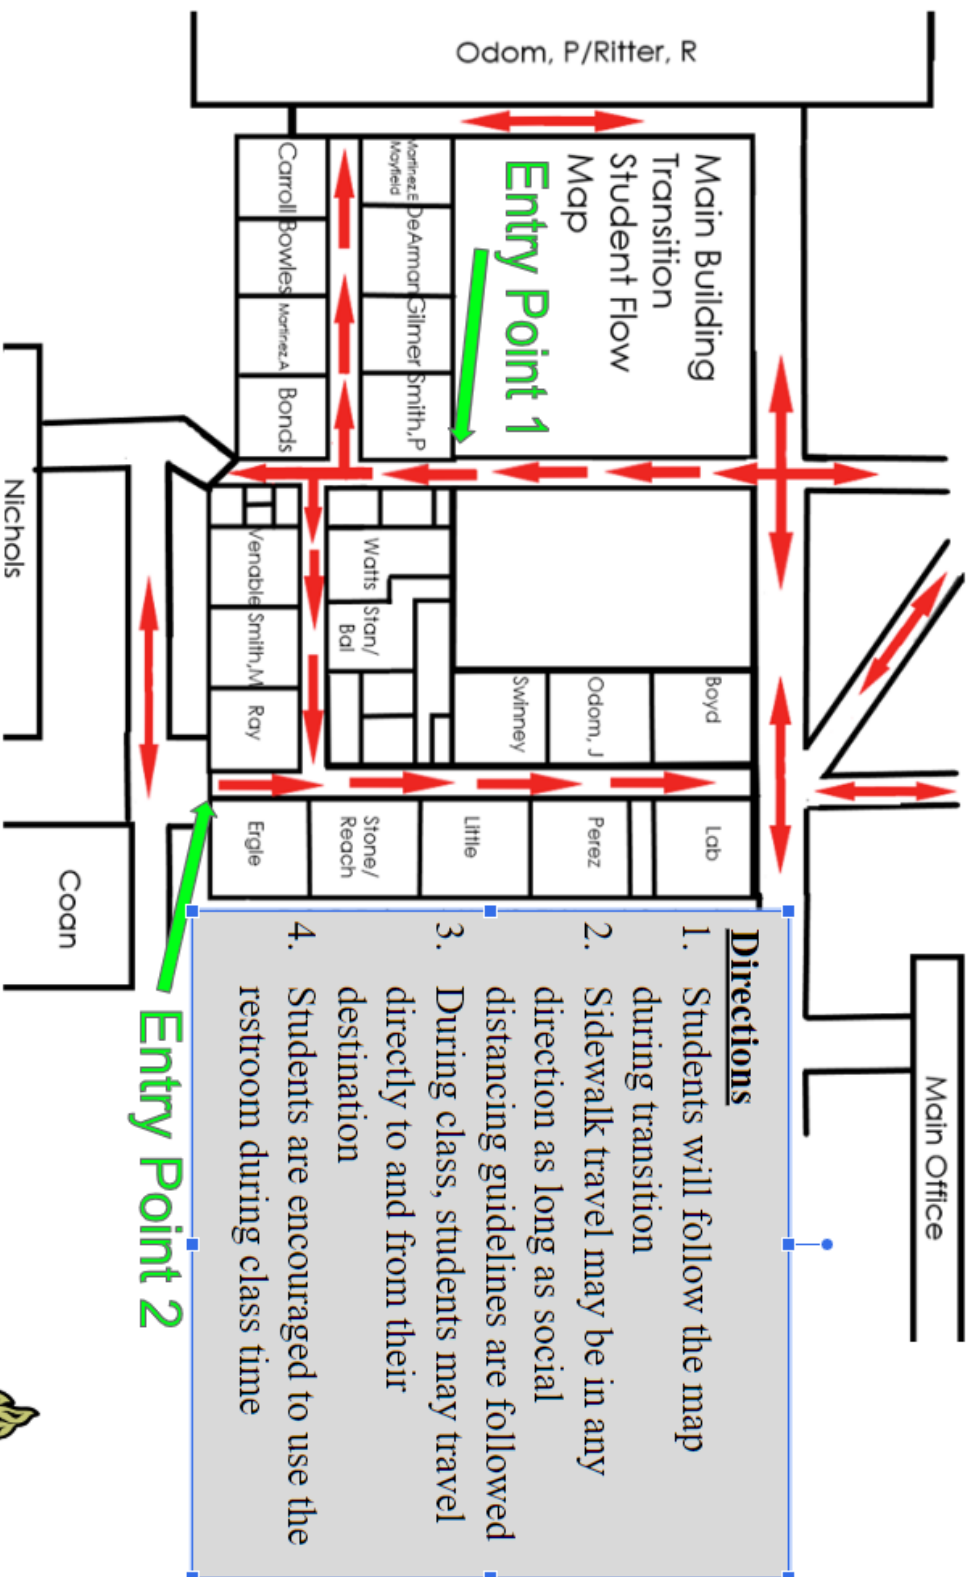 Odom, P/Ritter, R
Main Building
Transition
Student Flow
Map
Entry Point 1
Martinez,E
Mayfield
DeArman
Gilmer
Smith,P
Carroll
Bowles
Martinez,A
Bonds
Watts
Stan/
Bal
Venable
Smith,M
Ray
Boyd
Odom, J
Swinney
Lab
Perez
Little
Stone/
Reach
Ergle
Nichols
Coan
Main Office
Entry Point 2
Directions
1. Students will follow the map
during transition
2. Sidewalk travel may be in any
direction as long as social
distancing guidelines are followed
3. During class, students may travel
directly to and from their
destination
4. Students are encouraged to use the
restroom during class time